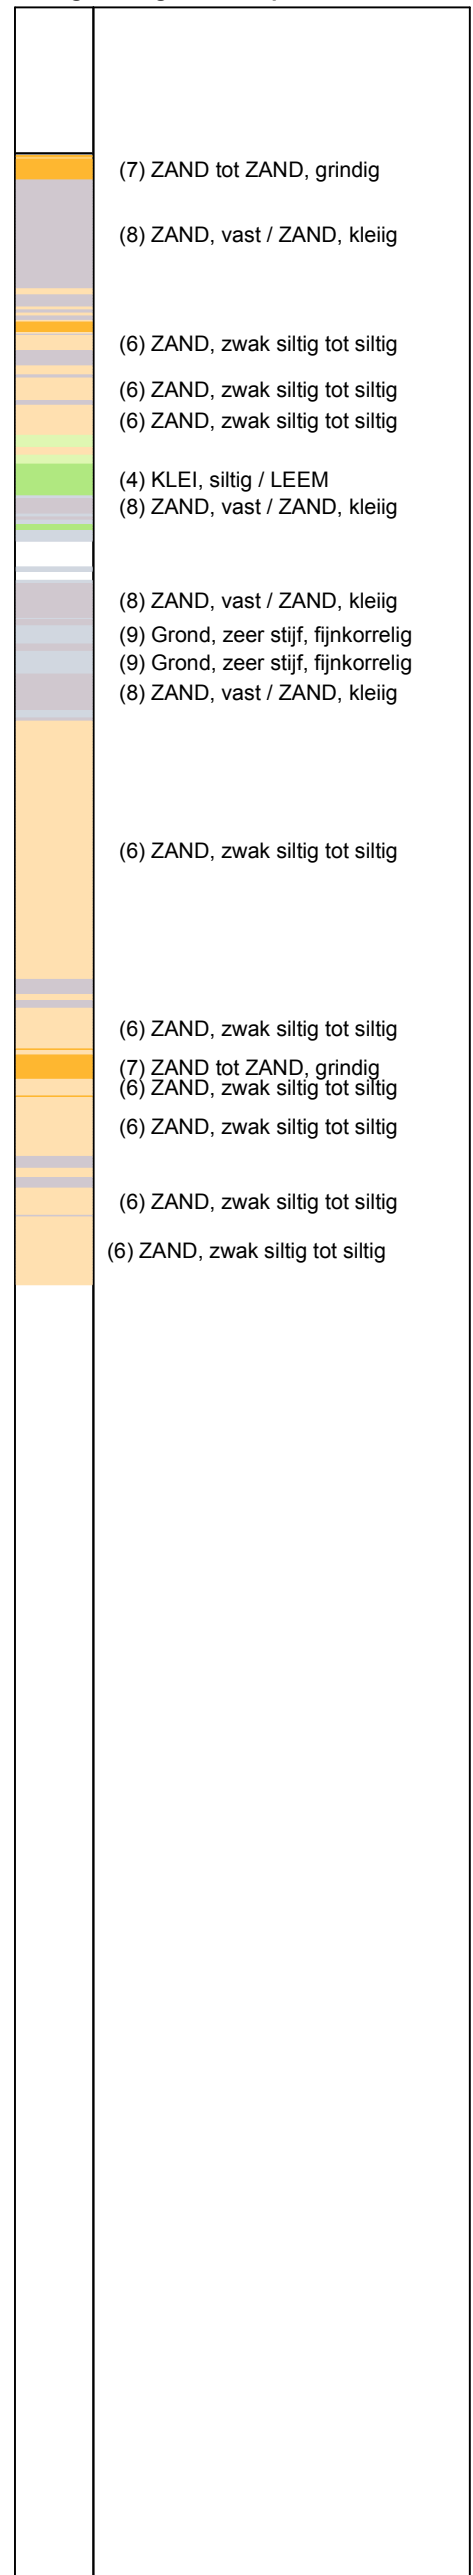 (7) ZAND tot ZAND, grindig
(8) ZAND, vast / ZAND, kleiig
(6) ZAND, zwak siltig tot siltig
(6) ZAND, zwak siltig tot siltig
(6) ZAND, zwak siltig tot siltig
(4) KLEI, siltig / LEEM
(8) ZAND, vast / ZAND, kleiig
(8) ZAND, vast / ZAND, kleiig
(9) Grond, zeer stijf, fijnkorrelig
(9) Grond, zeer stijf, fijnkorrelig
(8) ZAND, vast / ZAND, kleiig
(6) ZAND, zwak siltig tot siltig
(6) ZAND, zwak siltig tot siltig
(7) ZAND tot ZAND, grindig
(6) ZAND, zwak siltig tot siltig
(6) ZAND, zwak siltig tot siltig
(6) ZAND, zwak siltig tot siltig
(6) ZAND, zwak siltig tot siltig